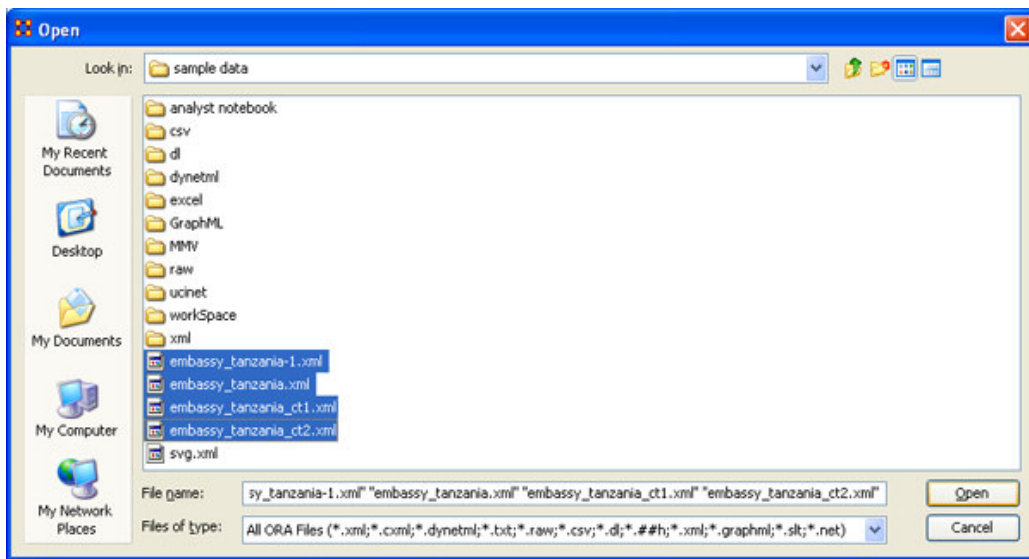 Open
Look in: sample data
analyst notebook
csv
dl
dynetml
excel
GraphML
MMV
raw
ucinet
workSpace
xml
embassy_tanzania-1.xml
embassy_tanzania.xml
embassy_tanzania_ct1.xml
embassy_tanzania_ct2.xml
svg.xml
My Recent
Documents
Desktop
My Documents
My Computer
My Network
Places
File name: sy_tanzania-1.xml" "embassy_tanzania.xml" "embassy_tanzania_ct1.xml" "embassy_tanzania_ct2.xml" Open
Files of type: All ORA Files (*.xml;*.cxml;*.dynetml;*.txt;*.raw;*.csv;*.dl;*.##h;*.xml;*.graphml;*.slt;*.net) Cancel